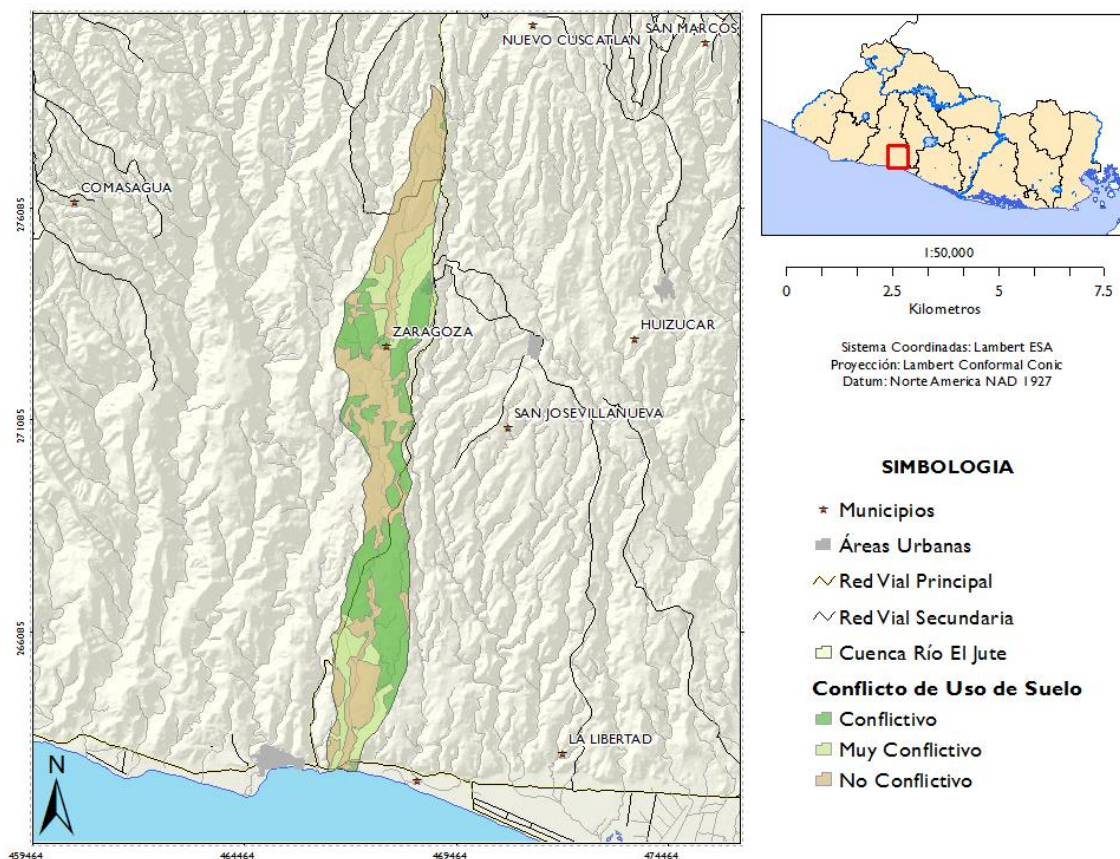 NUEVO CUSCATLAN
SAN MARCOS
COMASAGUA
ZARAGOZA
HUIZUCAR
SAN JOSEVILLANUEVA
LA LIBERTAD
N
276085
271085
266085
459464
464464
469464
474464
1:50,000
0 2.5 5 7.5
Kilometros
Sistema Coordinadas: Lambert ESA
Proyección: Lambert Conformal Conic
Datum: Norte America NAD 1927
SIMBOLOGIA
Municipios
Áreas Urbanas
Red Vial Principal
Red Vial Secundaria
Cuenca Río El Jute
Conflicto de Uso de Suelo
Conflictivo
Muy Conflictivo
No Conflictivo